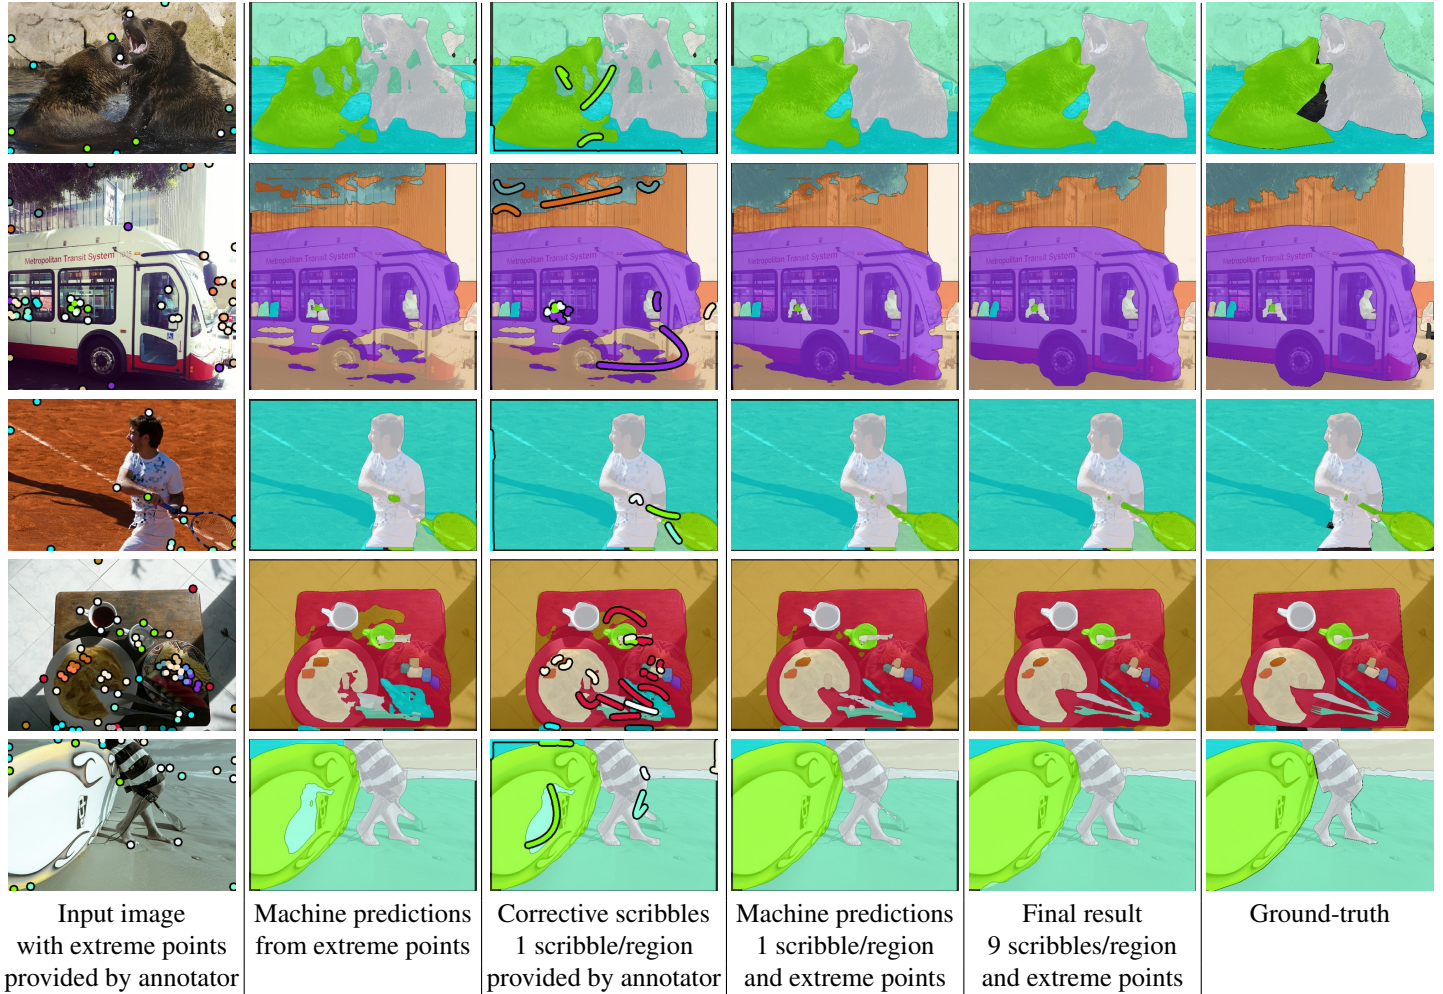 Metropolitan Transit System
Metropolitan Transit System
Metropolitan Transit System
Metropolitan Transit System
Metropolitan Transit System
Metropolitan Transit System
Input image
with extreme points
provided by annotator
Machine predictions
from extreme points
Corrective scribbles
1 scribble/region
provided by annotator
Machine predictions
1 scribble/region
and extreme points
Final result
9 scribbles/region
and extreme points
Ground-truth